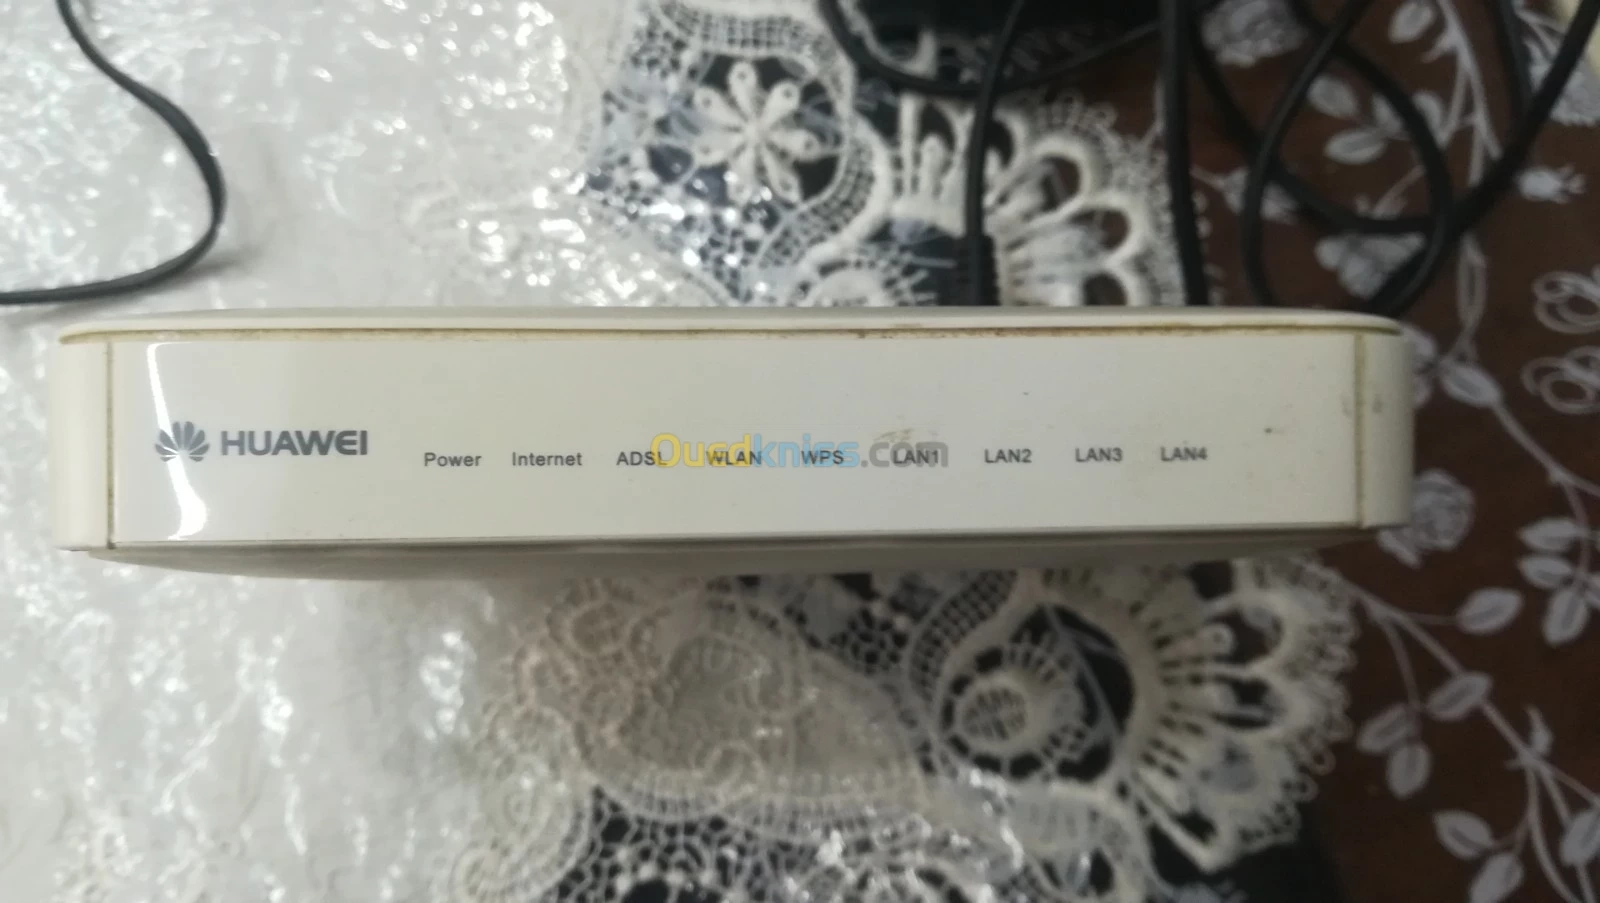 HUAWEI
Power Internet ADSL WLAN WPS LAN1 LAN2 LAN3 LAN4
Ouedkniss.com